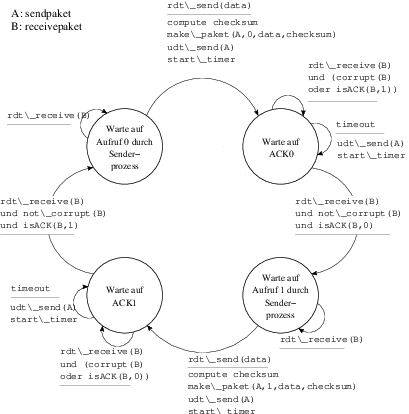 A: sendpaket
B: receivepaket
rdt\_send(data)
compute checksum
make\_paket(A,0,data,checksum)
udt\_send(A)
start\_timer
rdt\_receive(B)
und (corrupt(B)
oder isACK(B,1))
rdt\_receive(B)
Warte auf
Aufruf 0 durch
Sender-
prozess
Warte auf
ACK0
timeout
udt\_send(A)
start\_timer
rdt\_receive(B)
und not\_corrupt(B)
und isACK(B,1)
rdt\_receive(B)
und not\_corrupt(B)
und isACK(B,0)
timeout
udt\_send(A)
start\_timer
Warte auf
ACK1
Warte auf
Aufruf 1 durch
Sender-
prozess
rdt\_receive(B)
rdt\_receive(B)
und (corrupt(B)
oder isACK(B,0))
rdt\_send(data)
compute checksum
make\_paket(A,1,data,checksum)
udt\_send(A)
start\_timer